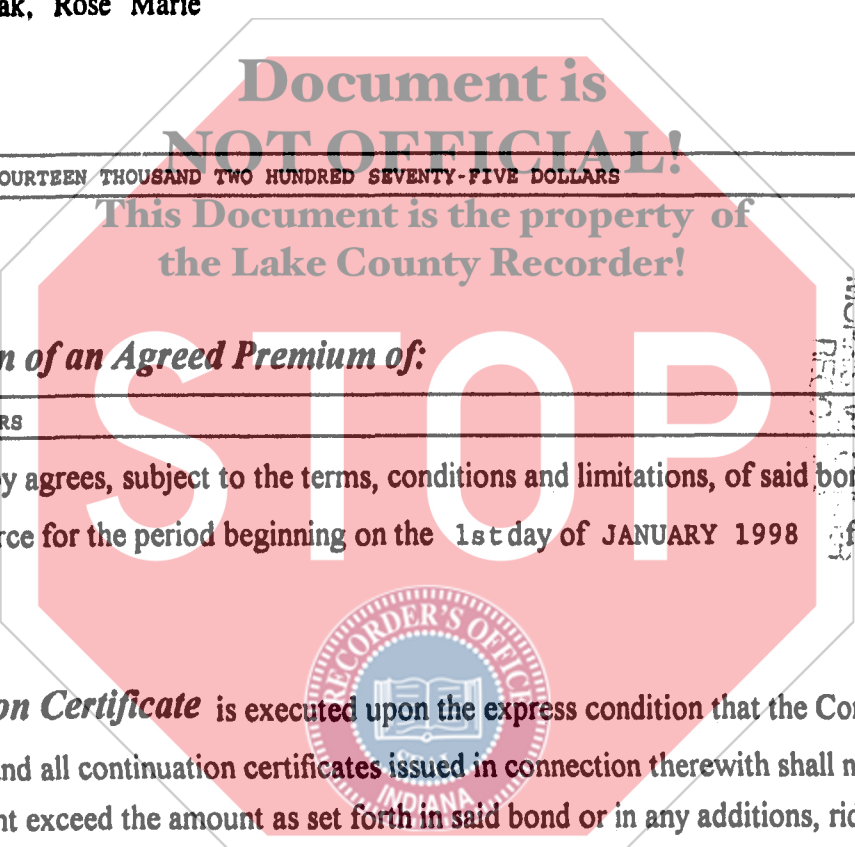 ak, Rose Marie
Document is
NOT OFFICIAL!
OURTEEN THOUSAND TWO HUNDRED SEVENTY-FIVE DOLLARS
This Document is the property of
the Lake County Recorder!
n of an Agreed Premium of:
STOP
RS
y agrees, subject to the terms, conditions and limitations, of said bon
rce for the period beginning on the 1st day of JANUARY 1998 f
RECORDER'S OFFICE
on Certificate is executed upon the express condition that the Con
nd all continuation certificates issued in connection therewith shall n
INDIANA
nt exceed the amount as set forth in said bond or in any additions, rid